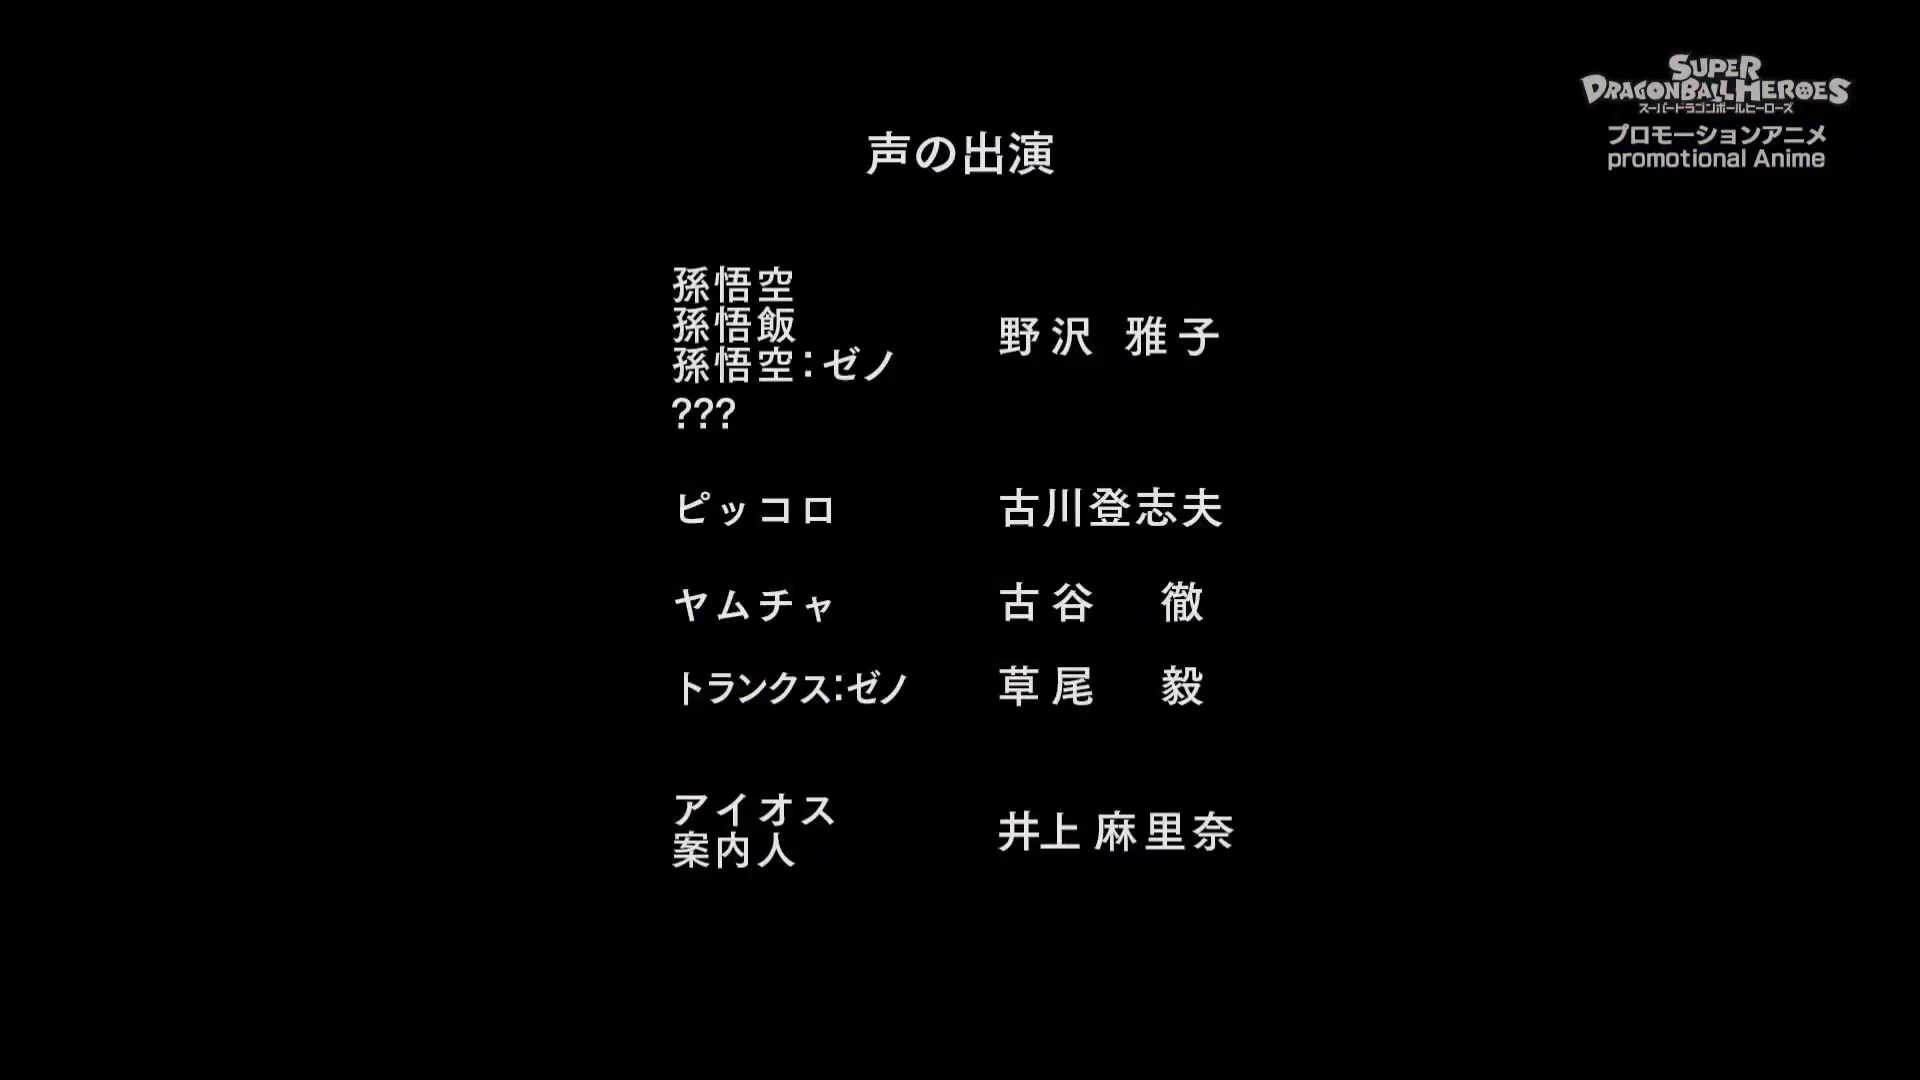 SUPER
DRAGONBALL HEROES
スーパードラゴンボールヒーローズ
プロモーションアニメ
promotional Anime
声の出演
孫悟空
孫悟飯
孫悟空：ゼノ
???
野沢 雅子
ピッコロ 古川登志夫
ヤムチャ 古谷 徹
トランクス：ゼノ 草尾 毅
アイオス
案内人
井上 麻里奈